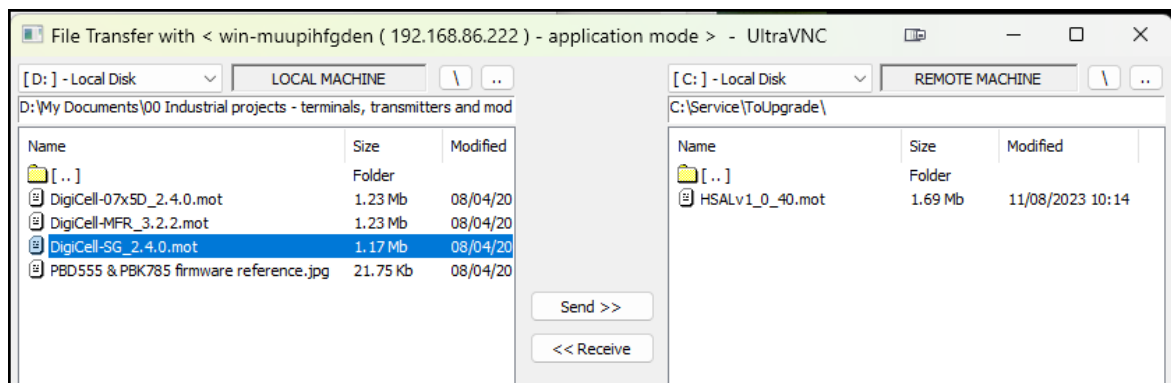 File Transfer with < win-muupihfgden ( 192.168.86.222 ) - application mode > - UltraVNC
[ D: ] - Local Disk LOCAL MACHINE \ .. [ C: ] - Local Disk REMOTE MACHINE \ ..
D:\My Documents\00 Industrial projects - terminals, transmitters and mod C:\Service\ToUpgrade\
Name Size Modified Name Size Modified
[ .. ] Folder [ .. ] Folder
DigiCell-07x5D_2.4.0.mot 1.23 Mb 08/04/20 HSALv1_0_40.mot 1.69 Mb 11/08/2023 10:14
DigiCell-MFR_3.2.2.mot 1.23 Mb 08/04/20
DigiCell-SG_2.4.0.mot 1.17 Mb 08/04/20
PBD555 & PBK785 firmware reference.jpg 21.75 Kb 08/04/20
Send >>
<< Receive